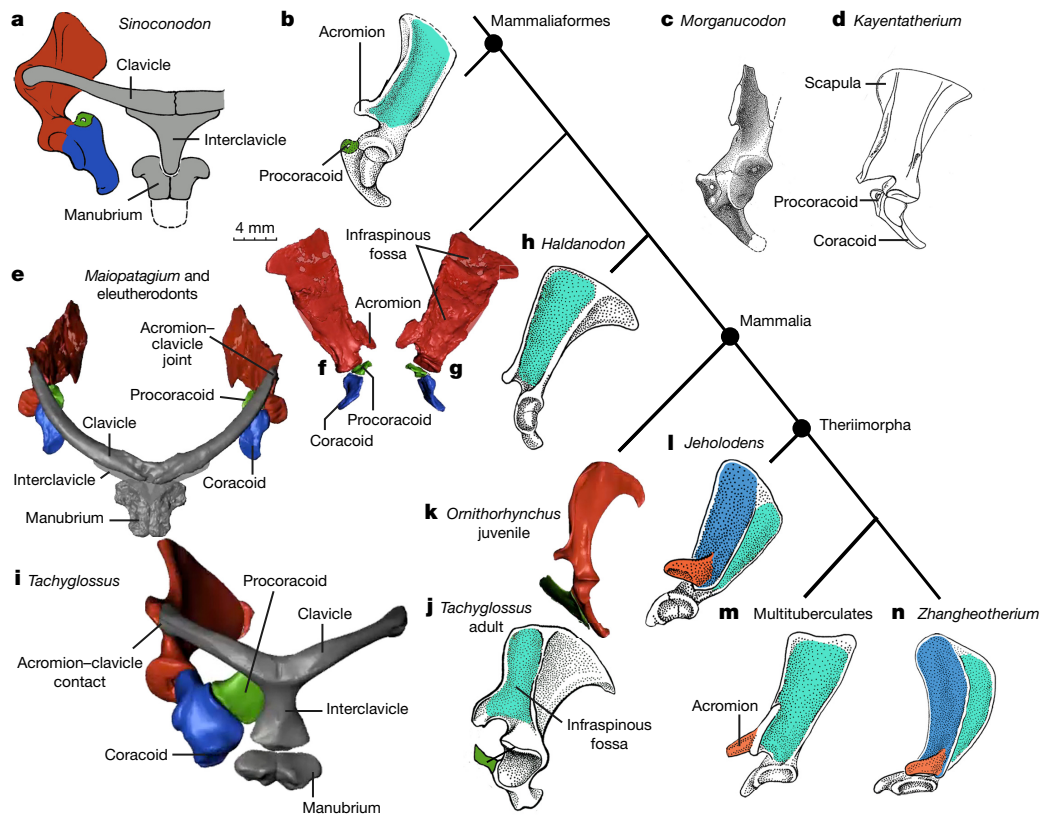 a
Sinoconodon
Clavicle
Interclavicle
Manubrium
b
Acromion
Procoracoid
Mammaliaformes
c
Morganucodon
d
Kayentatherium
Scapula
Procoracoid
Coracoid
4 mm
e
Maiopatagium and
eleutherodonts
Acromion–
clavicle
joint
Procoracoid
Clavicle
Interclavicle
Coracoid
Manubrium
Infraspinous
fossa
Acromion
f
g
Procoracoid
Coracoid
h Haldanodon
Mammalia
Theriimorpha
i Tachyglossus
Procoracoid
Clavicle
Acromion–clavicle
contact
Interclavicle
Coracoid
Manubrium
k
Ornithorhynchus
juvenile
j Tachyglossus
adult
Infraspinous
fossa
l Jeholodens
m Multituberculates
Acromion
n Zhangheotherium